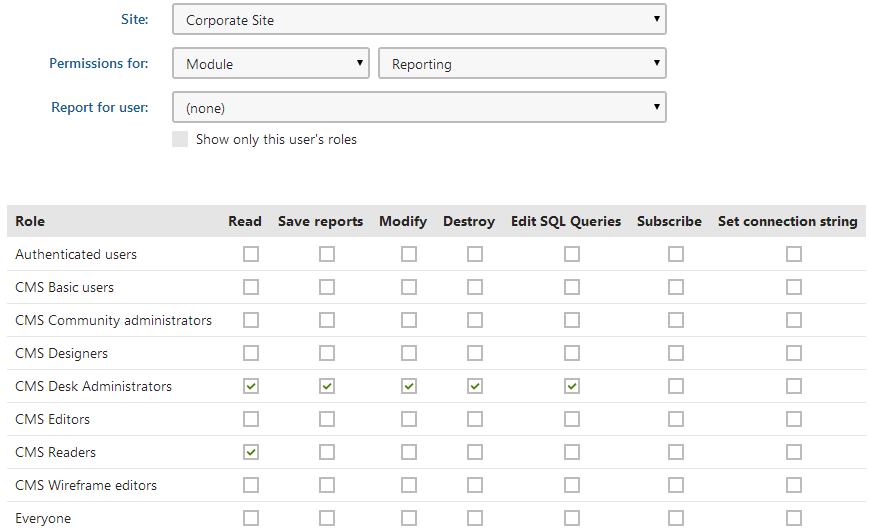 Site: Corporate Site
Permissions for: Module Reporting
Report for user: (none)
Show only this user's roles
Role Read Save reports Modify Destroy Edit SQL Queries Subscribe Set connection string
Authenticated users
CMS Basic users
CMS Community administrators
CMS Designers
CMS Desk Administrators
CMS Editors
CMS Readers
CMS Wireframe editors
Everyone